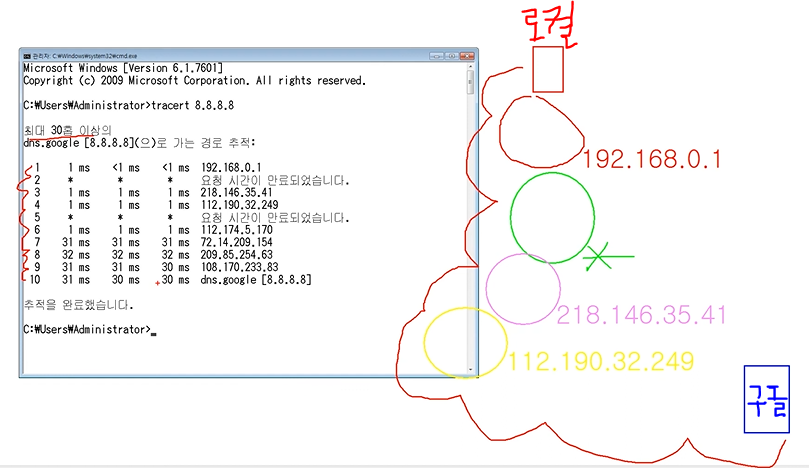 로컬
관리자: C:₩Windows₩system32₩cmd.exe
Microsoft Windows [Version 6.1.7601]
Copyright (c) 2009 Microsoft Corporation. All rights reserved.
C:₩Users₩Administrator>tracert 8.8.8.8
최대 30홉 이상의
dns.google [8.8.8.8](으)로 가는 경로 추적:
1 1 ms <1 ms <1 ms 192.168.0.1
2 * * * 요청 시간이 만료되었습니다.
3 1 ms 1 ms 1 ms 218.146.35.41
4 1 ms 1 ms 1 ms 112.190.32.249
5 * * * 요청 시간이 만료되었습니다.
6 1 ms 1 ms 1 ms 112.174.5.170
7 31 ms 31 ms 31 ms 72.14.209.154
8 32 ms 32 ms 32 ms 209.85.254.63
9 31 ms 31 ms 30 ms 108.170.233.83
10 31 ms 30 ms 30 ms dns.google [8.8.8.8]
추적을 완료했습니다.
C:₩Users₩Administrator>
192.168.0.1
218.146.35.41
112.190.32.249
구글